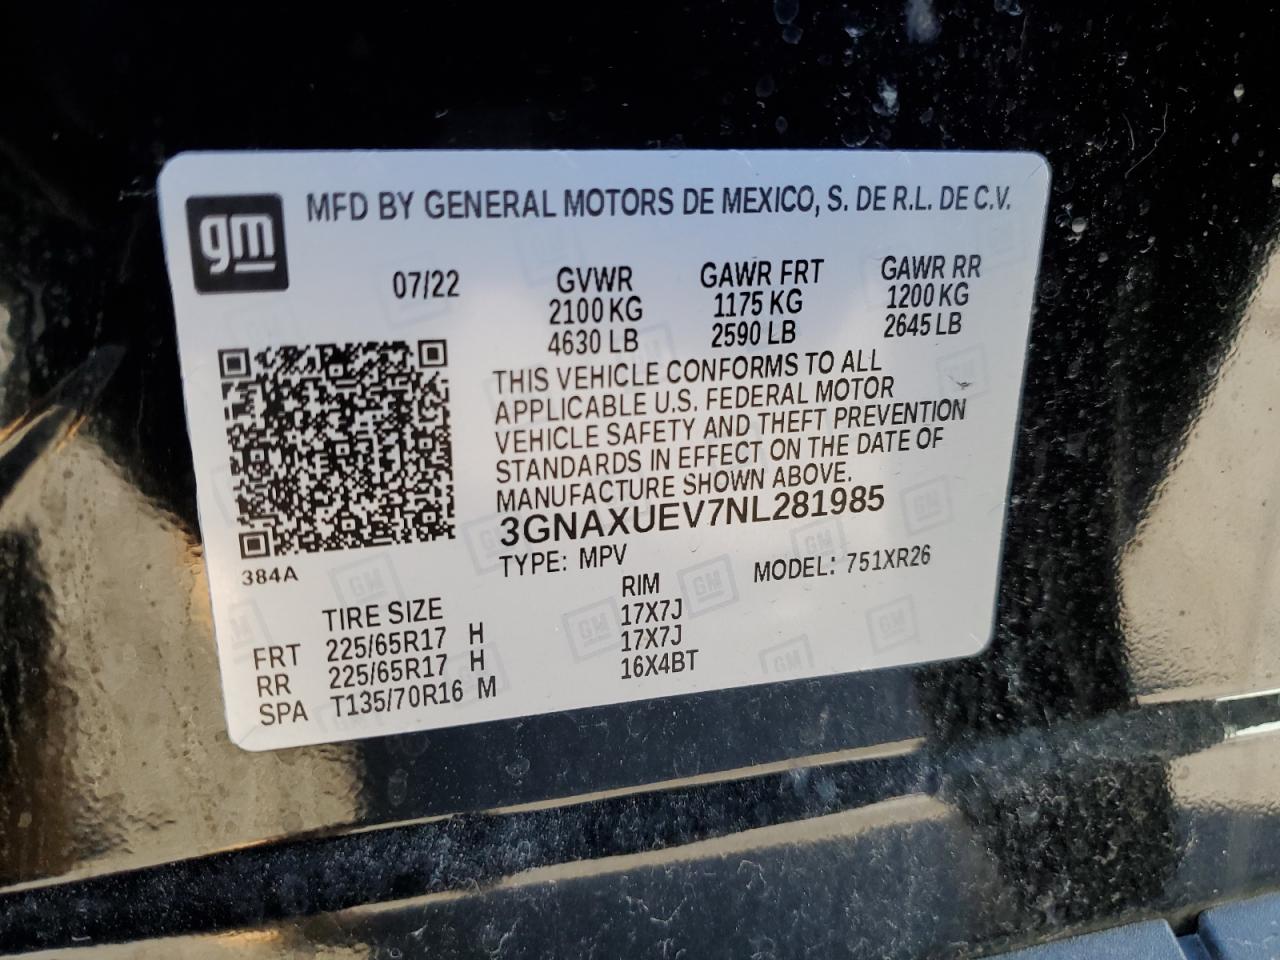 gm MFD BY GENERAL MOTORS DE MEXICO, S. DE R.L. DE C.V.
07/22 GVWR GAWR FRT GAWR RR
2100 KG 1175 KG 1200 KG
4630 LB 2590 LB 2645 LB
THIS VEHICLE CONFORMS TO ALL
APPLICABLE U.S. FEDERAL MOTOR
VEHICLE SAFETY AND THEFT PREVENTION
STANDARDS IN EFFECT ON THE DATE OF
MANUFACTURE SHOWN ABOVE.
3GNAXUEV7NL281985
TYPE: MPV MODEL: 751XR26
384A
TIRE SIZE RIM
FRT 225/65R17 H 17X7J
RR 225/65R17 H 17X7J
SPA T135/70R16 M 16X4BT